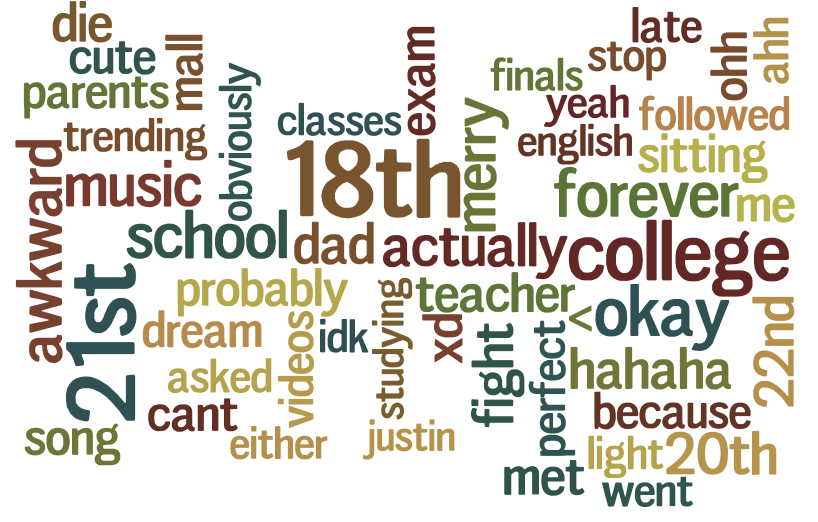 die
late
cute
mall
stop
ohh
ahh
parents
obviously
exam
finals
yeah
followed
trending
classes
merry
english
sitting
awkward
music
18th
forever
me
school
dad
actually
college
21st
probably
studying
teacher
<
okay
22nd
dream
videos
idk
xd
fight
perfect
hahaha
asked
cant
because
song
either
justin
light
20th
met
went